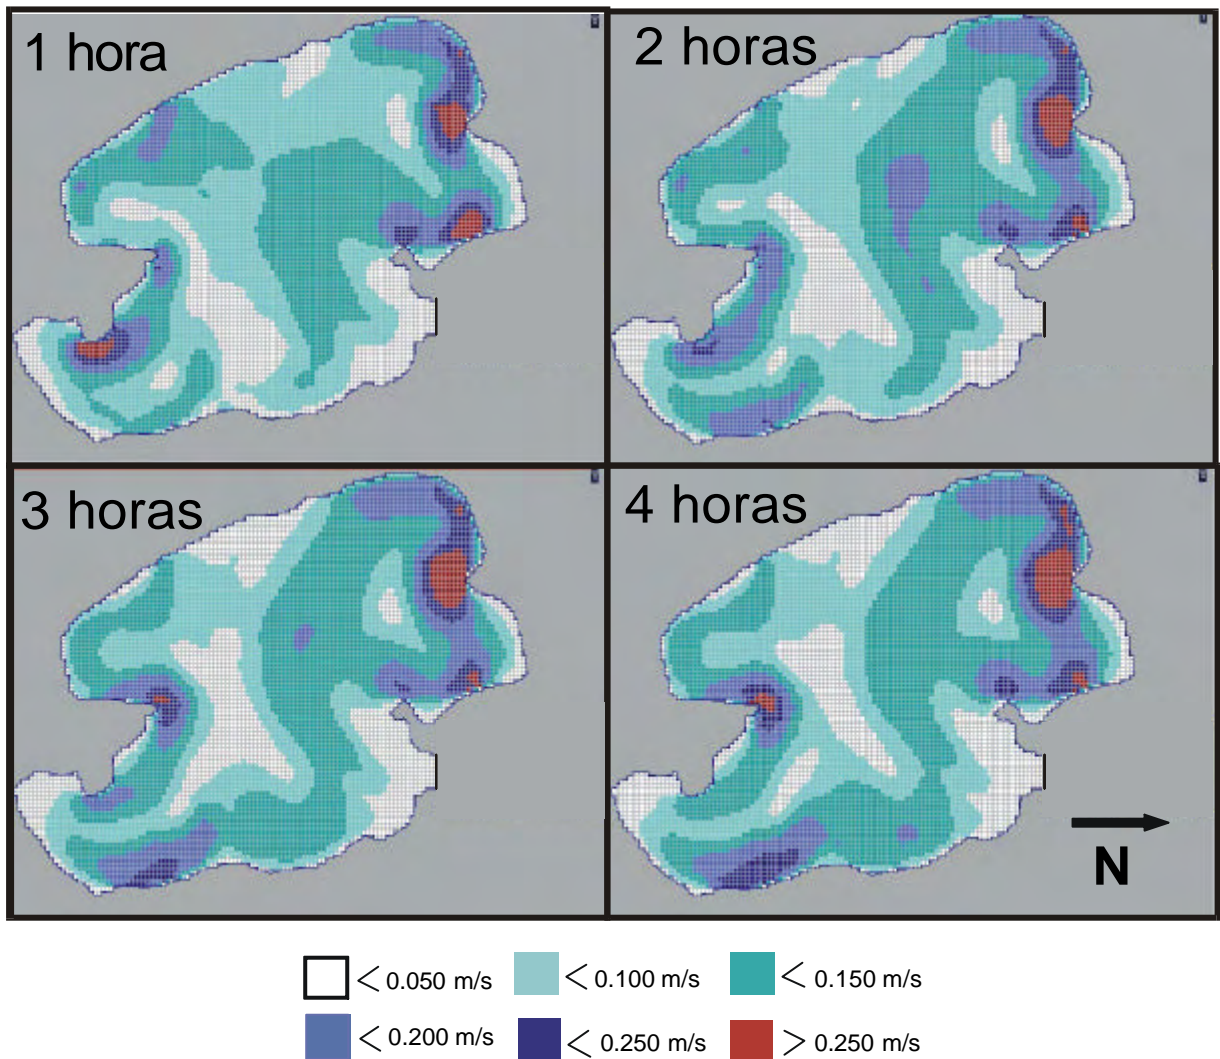 1 hora
2 horas
3 horas
4 horas
N
< 0.050 m/s
< 0.100 m/s
< 0.150 m/s
< 0.200 m/s
< 0.250 m/s
> 0.250 m/s